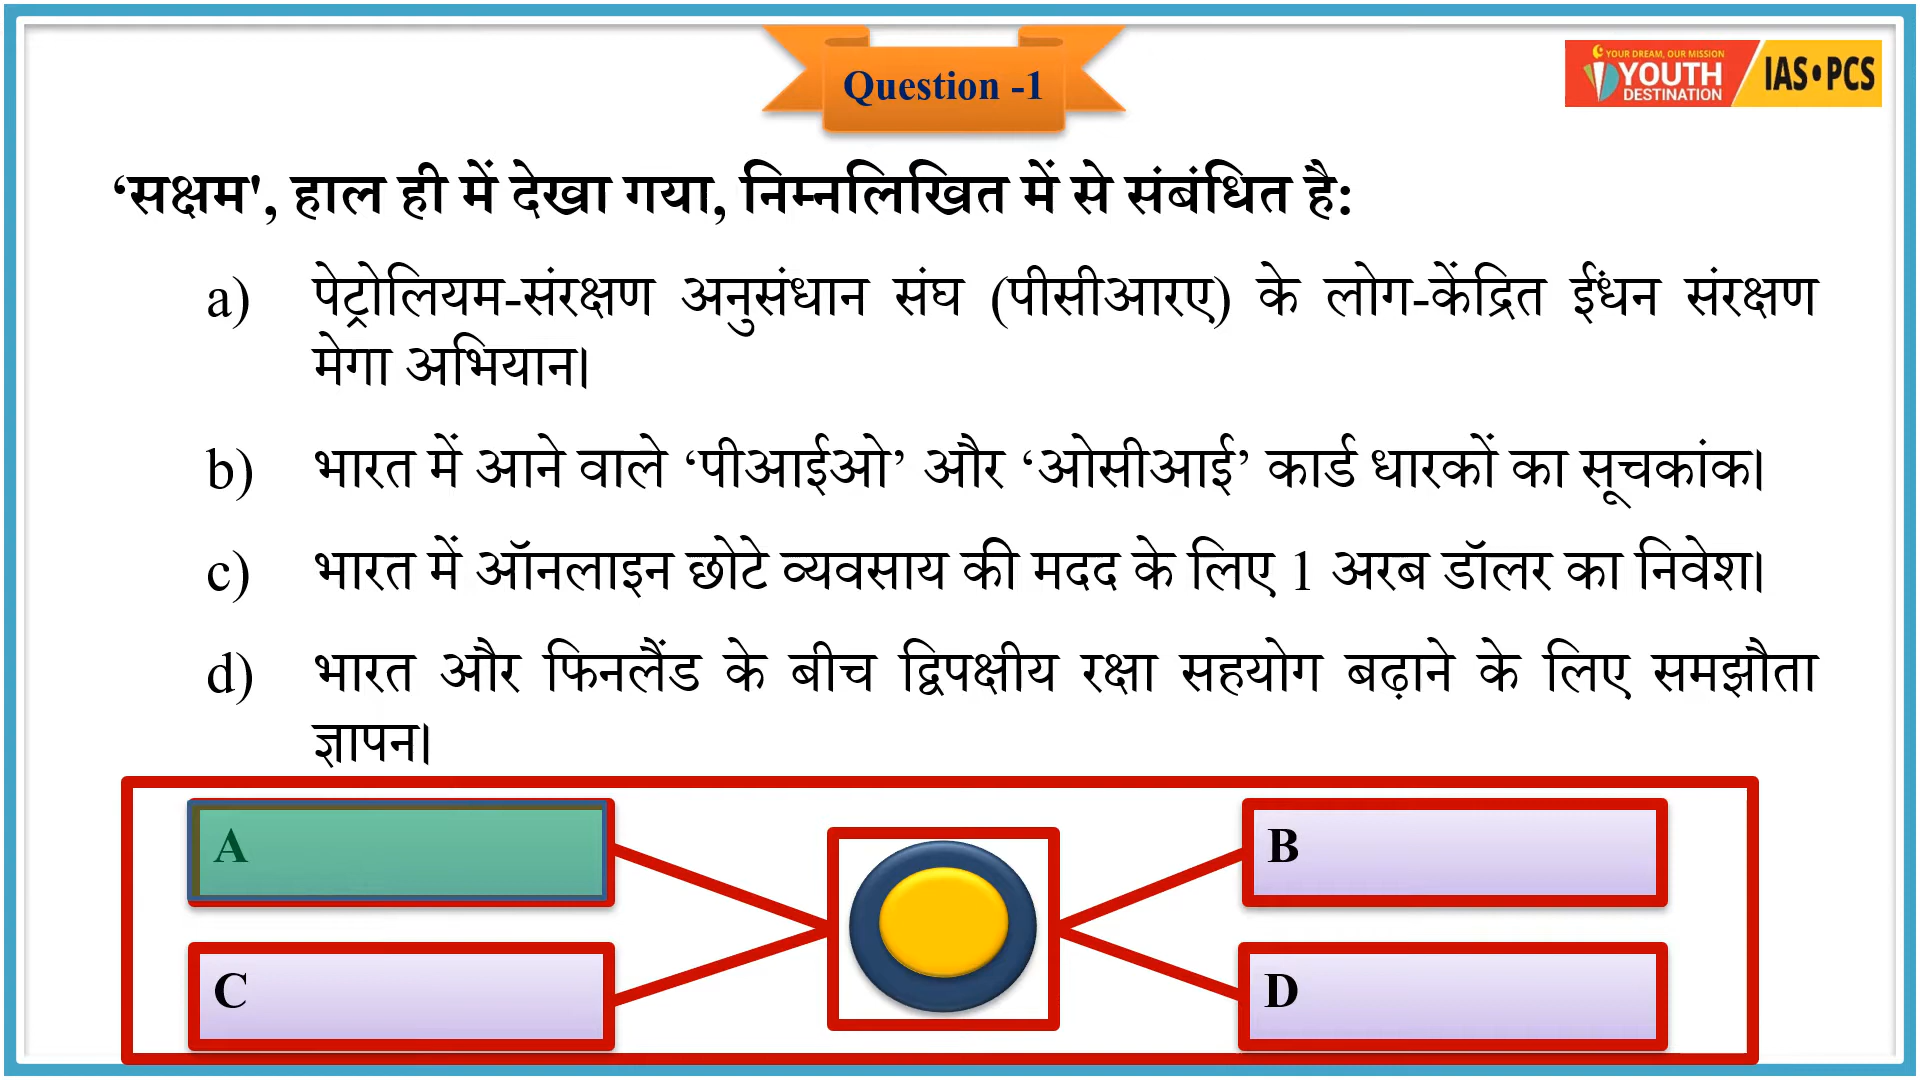 Question -1
YOUR DREAM, OUR MISSION
YOUTH
DESTINATION
IAS•PCS
‘सक्षम', हाल ही में देखा गया, निम्नलिखित में से संबंधित है:
a) पेट्रोलियम-संरक्षण अनुसंधान संघ (पीसीआरए) के लोग-केंद्रित ईंधन संरक्षण
मेगा अभियान।
b) भारत में आने वाले ‘पीआईओ’ और ‘ओसीआई’ कार्ड धारकों का सूचकांक।
c) भारत में ऑनलाइन छोटे व्यवसाय की मदद के लिए 1 अरब डॉलर का निवेश।
d) भारत और फिनलैंड के बीच द्विपक्षीय रक्षा सहयोग बढ़ाने के लिए समझौता
ज्ञापन।
A
B
C
D